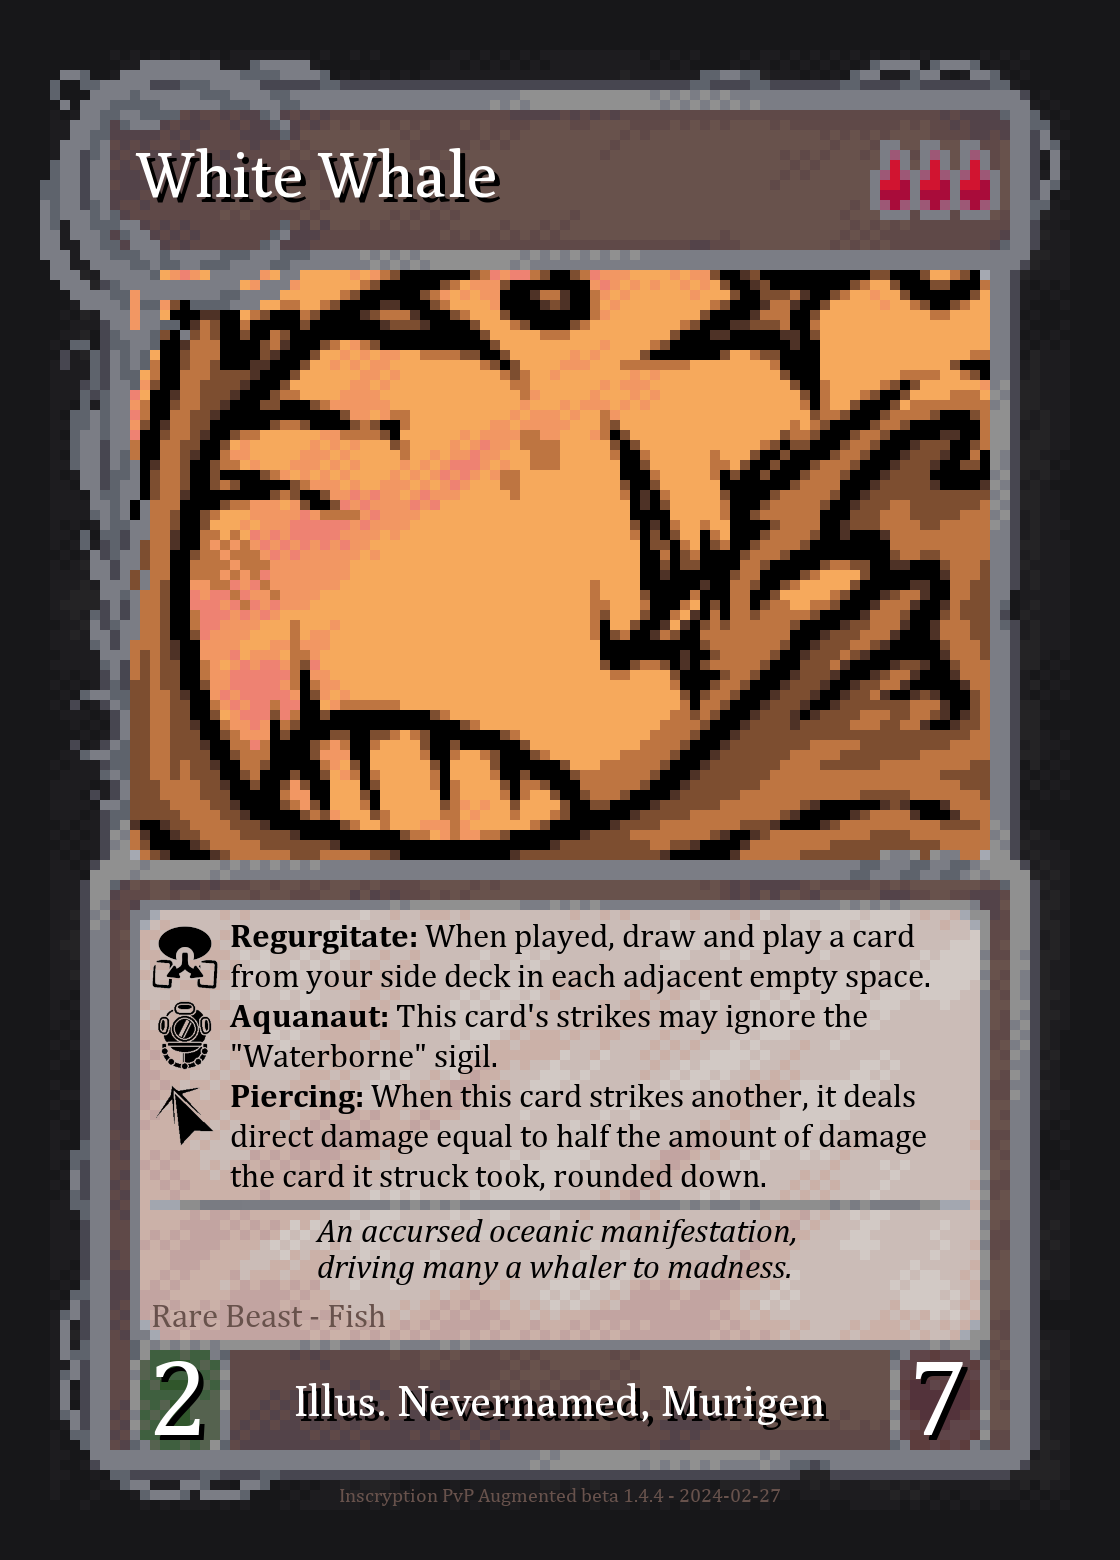 White Whale
Regurgitate: When played, draw and play a card
from your side deck in each adjacent empty space.
Aquanaut: This card's strikes may ignore the
"Waterborne" sigil.
Piercing: When this card strikes another, it deals
direct damage equal to half the amount of damage
the card it struck took, rounded down.
An accursed oceanic manifestation,
driving many a whaler to madness.
Rare Beast - Fish
2 Illus. Nevernamed, Murigen 7
Inscryption PvP Augmented beta 1.4.4 - 2024-02-27